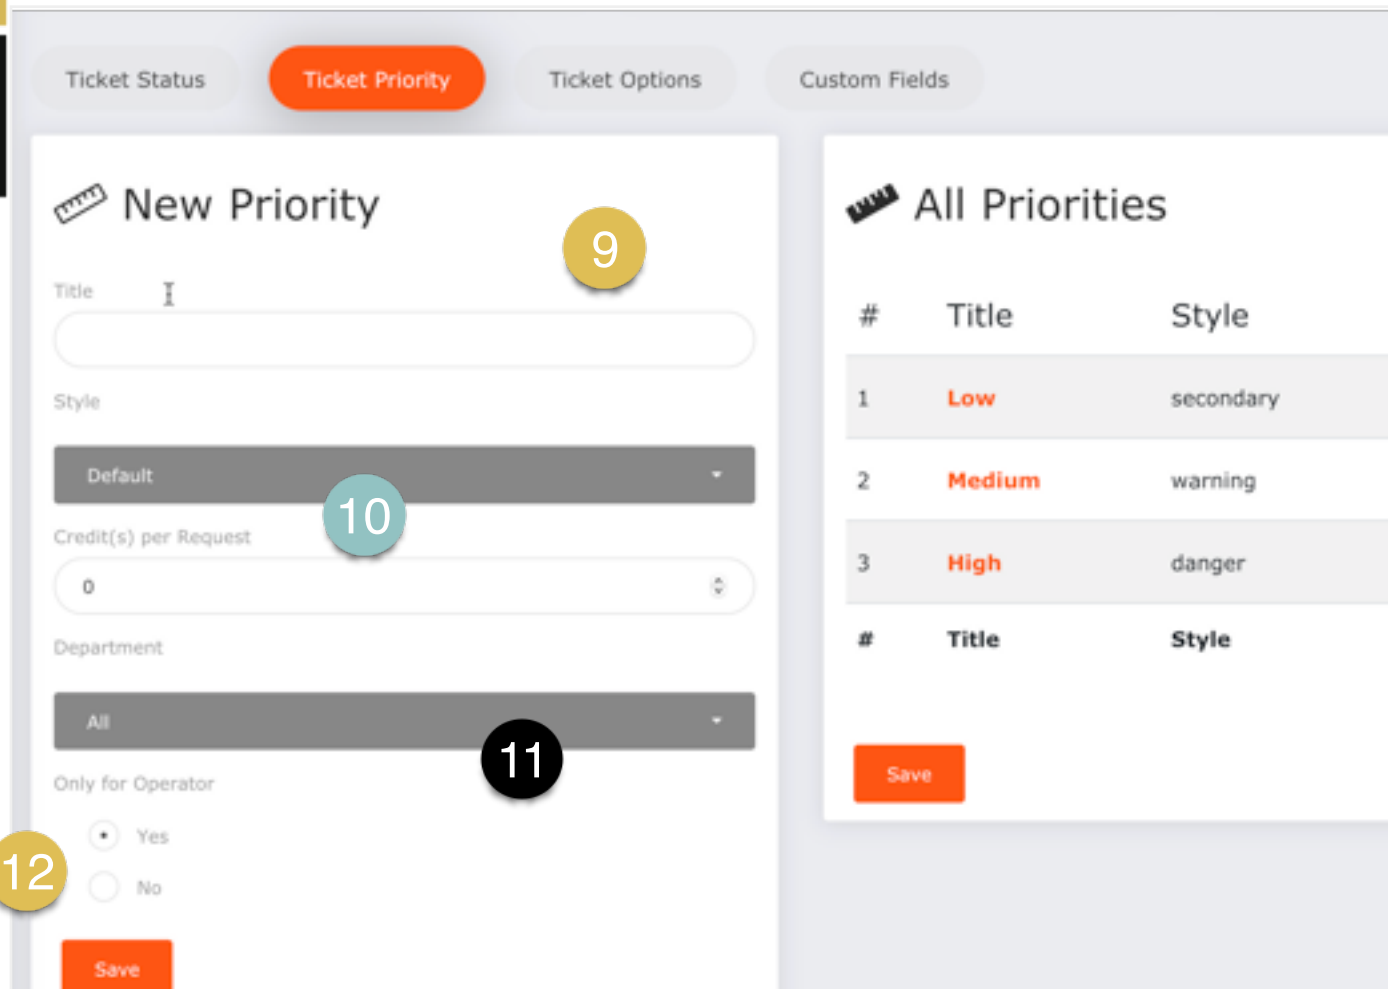 Ticket Status
Ticket Priority
Ticket Options
Custom Fields
New Priority
9
Title
Style
Default
10
Credit(s) per Request
0
Department
All
11
Only for Operator
Yes
12
No
Save
All Priorities
# Title Style
1 Low secondary
2 Medium warning
3 High danger
# Title Style
Save